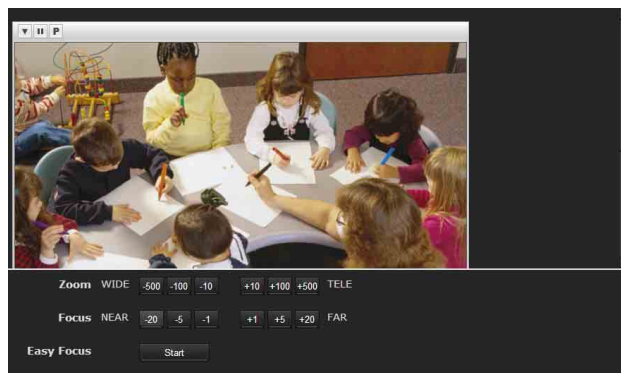 P
Zoom WIDE -500 -100 -10 +10 +100 +500 TELE
Focus NEAR -20 -5 -1 +1 +5 +20 FAR
Easy Focus Start